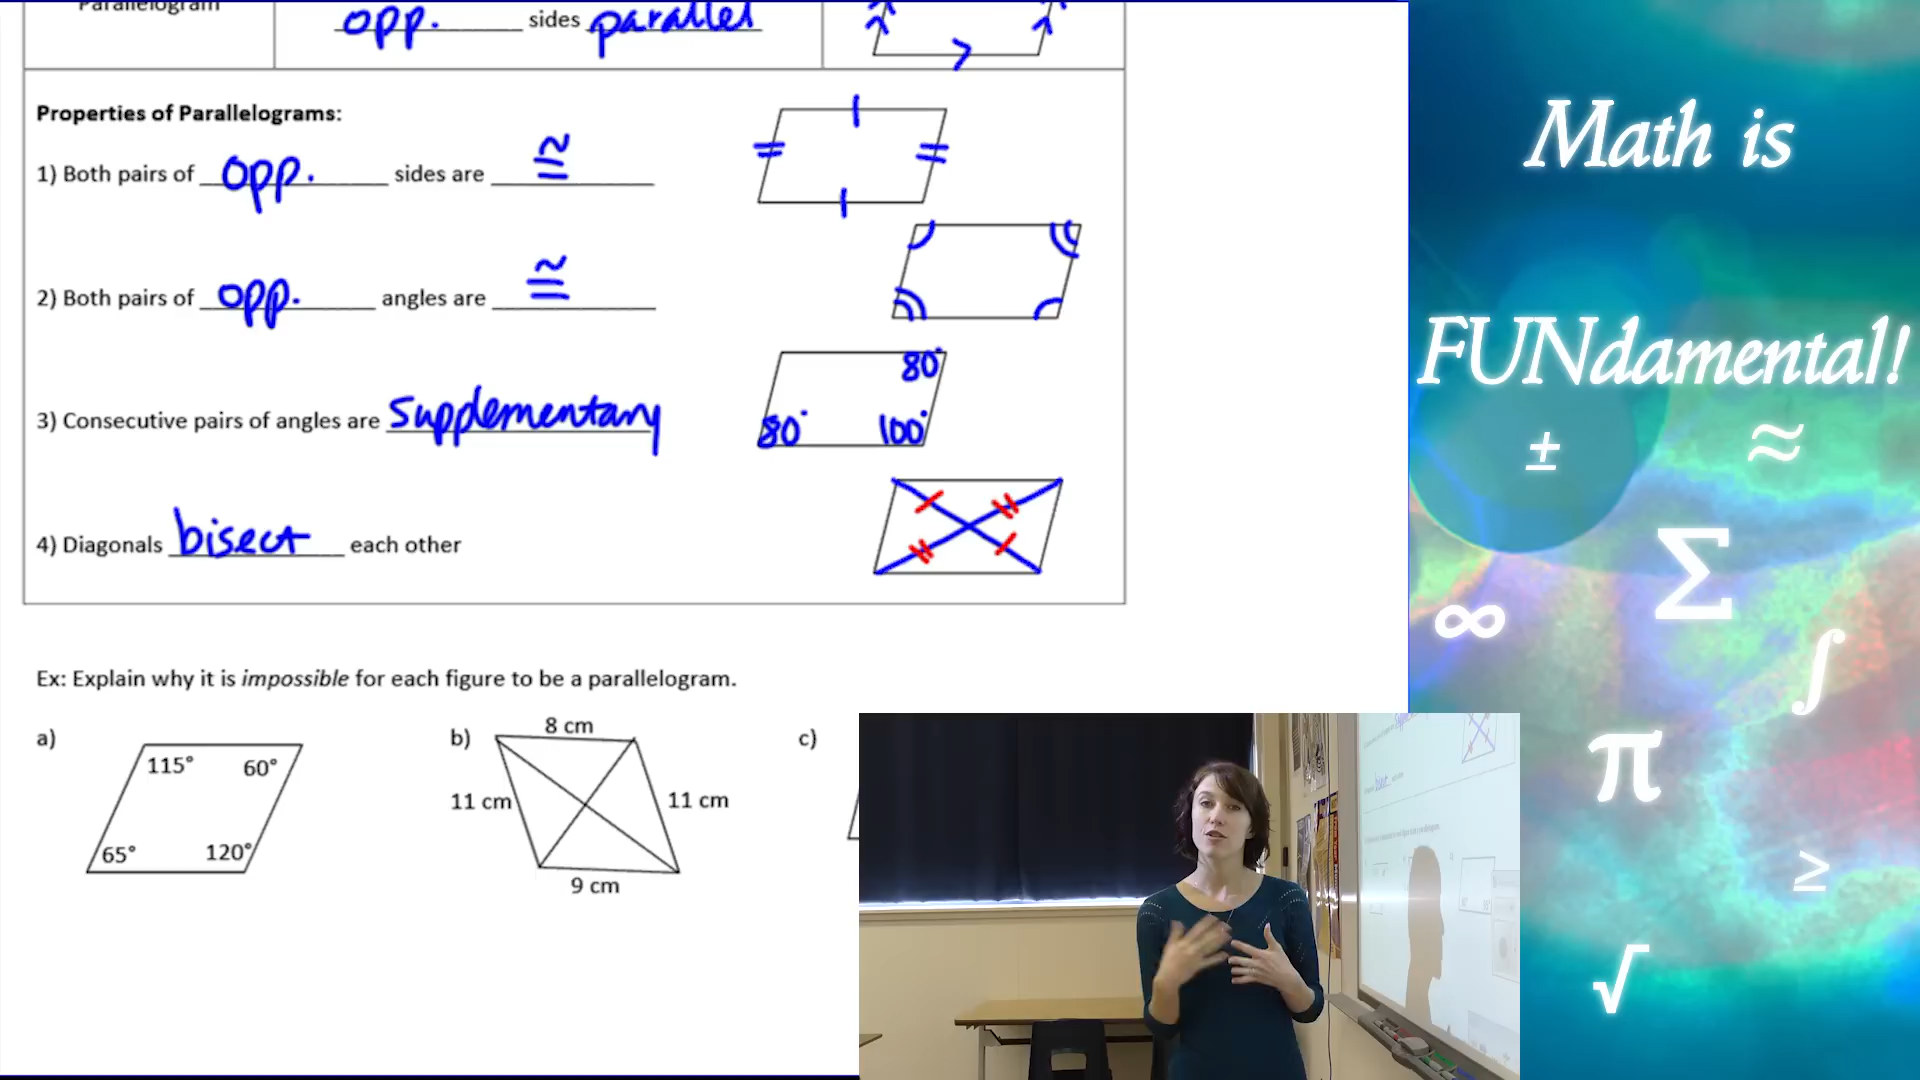 Parallelogram
opp. sides parallel
Properties of Parallelograms:
1) Both pairs of opp. sides are ≅
2) Both pairs of opp. angles are ≅
80°
3) Consecutive pairs of angles are supplementary
80° 100°
4) Diagonals bisect each other
Ex: Explain why it is impossible for each figure to be a parallelogram.
a)
115° 60°
65° 120°
b)
8 cm
11 cm 11 cm
9 cm
c)
Math is
FUNdamental!
± ≈
Σ
∞
∫
π
≥
√